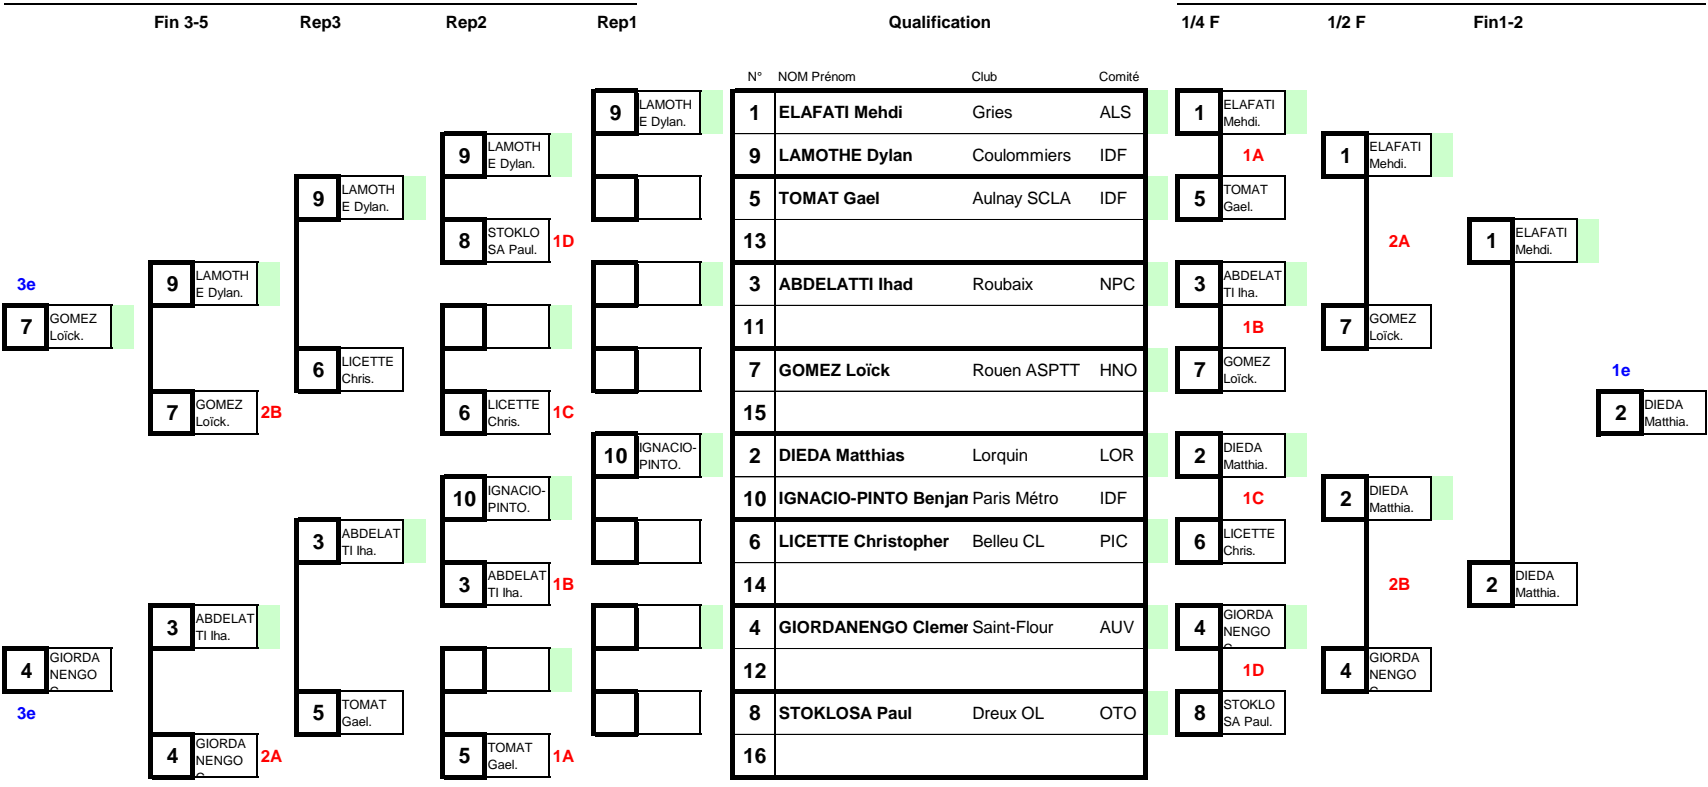 Fin 3-5 Rep3 Rep2 Rep1 Qualification 1/4 F 1/2 F Fin1-2
N° NOM Prénom Club Comité
9 LAMOTH E Dylan. 1 ELAFATI Mehdi Gries ALS 1 ELAFATI Mehdi.
9 LAMOTH E Dylan. 9 LAMOTHE Dylan Coulommiers IDF 1A 1 ELAFATI Mehdi.
9 LAMOTH E Dylan. 5 TOMAT Gael Aulnay SCLA IDF 5 TOMAT Gael.
8 STOKLO SA Paul. 1D 13 2A 1 ELAFATI Mehdi.
3e 9 LAMOTH E Dylan. 3 ABDELATTI Ihad Roubaix NPC 3 ABDELAT TI Iha.
7 GOMEZ Loïck. 11 1B 7 GOMEZ Loïck.
6 LICETTE Chris. 7 GOMEZ Loïck Rouen ASPTT HNO 7 GOMEZ Loïck. 1e
7 GOMEZ Loïck. 2B 6 LICETTE Chris. 1C 15 2 DIEDA Matthia.
10 IGNACIO- PINTO. 2 DIEDA Matthias Lorquin LOR 2 DIEDA Matthia.
10 IGNACIO- PINTO. 10 IGNACIO-PINTO Benjan Paris Métro IDF 1C 2 DIEDA Matthia.
3 ABDELAT TI Iha. 6 LICETTE Christopher Belleu CL PIC 6 LICETTE Chris.
3 ABDELAT TI Iha. 1B 14 2B 2 DIEDA Matthia.
3 ABDELAT TI Iha. 4 GIORDANENGO Clemer Saint-Flour AUV 4 GIORDA NENGO
4 GIORDA NENGO 12 1D 4 GIORDA NENGO
3e 5 TOMAT Gael. 8 STOKLOSA Paul Dreux OL OTO 8 STOKLO SA Paul.
4 GIORDA NENGO 2A 5 TOMAT Gael. 1A 16